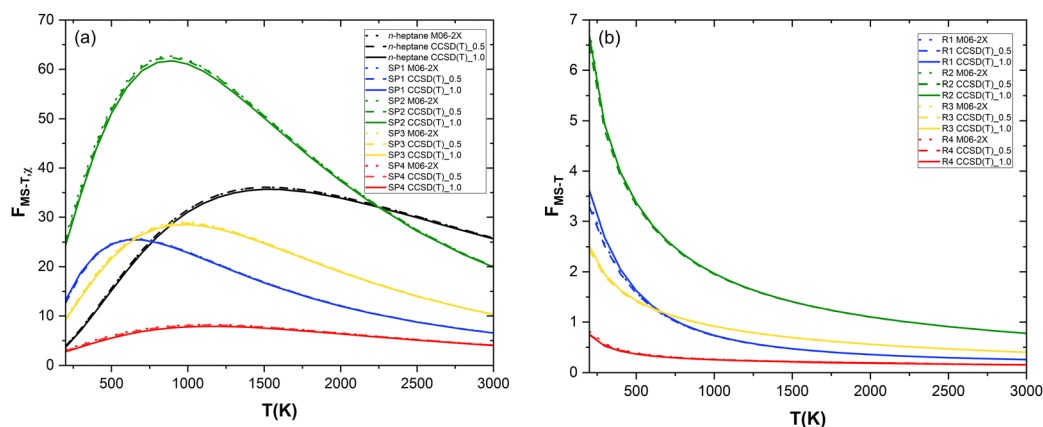 (a)
n-heptane M06-2X
n-heptane CCSD(T)_0.5
n-heptane CCSD(T)_1.0
SP1 M06-2X
SP1 CCSD(T)_0.5
SP1 CCSD(T)_1.0
SP2 M06-2X
SP2 CCSD(T)_0.5
SP2 CCSD(T)_1.0
SP3 M06-2X
SP3 CCSD(T)_0.5
SP3 CCSD(T)_1.0
SP4 M06-2X
SP4 CCSD(T)_0.5
SP4 CCSD(T)_1.0
70
60
50
40
30
20
10
0
F_MS-T,χ
500 1000 1500 2000 2500 3000
T(K)
(b)
R1 M06-2X
R1 CCSD(T)_0.5
R1 CCSD(T)_1.0
R2 M06-2X
R2 CCSD(T)_0.5
R2 CCSD(T)_1.0
R3 M06-2X
R3 CCSD(T)_0.5
R3 CCSD(T)_1.0
R4 M06-2X
R4 CCSD(T)_0.5
R4 CCSD(T)_1.0
7
6
5
4
3
2
1
0
F_MS-T
500 1000 1500 2000 2500 3000
T(K)